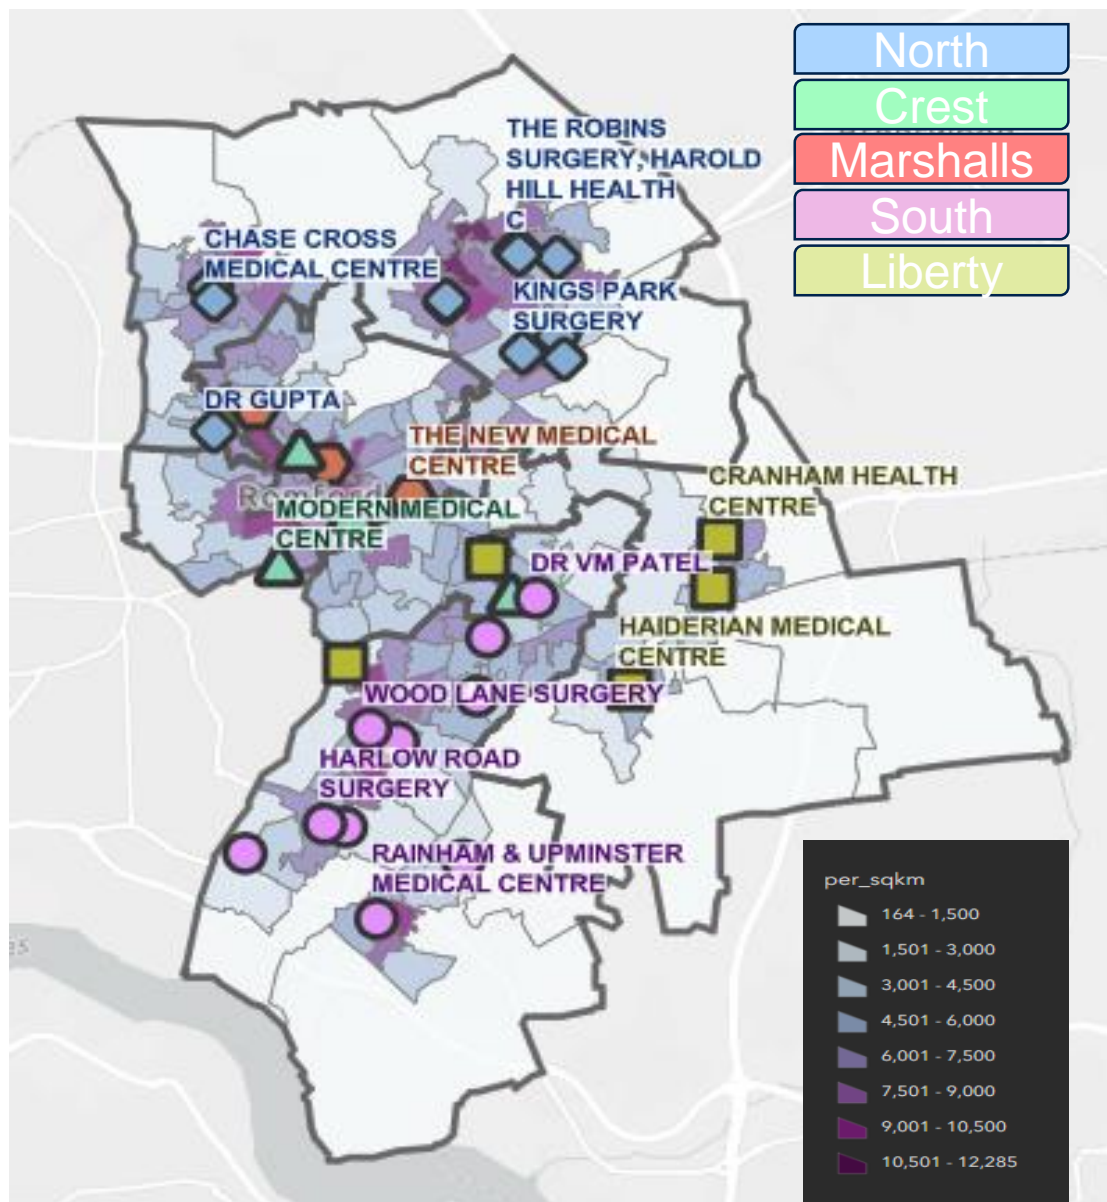 North
Crest
Marshalls
South
Liberty
THE ROBINS
SURGERY, HAROLD
HILL HEALTH
C
CHASE CROSS
MEDICAL CENTRE
KINGS PARK
SURGERY
DR GUPTA
THE NEW MEDICAL
CENTRE
CRANHAM HEALTH
CENTRE
Romford
MODERN MEDICAL
CENTRE
DR VM PATEL
HAIDERIAN MEDICAL
CENTRE
WOOD LANE SURGERY
HARLOW ROAD
SURGERY
RAINHAM & UPMINSTER
MEDICAL CENTRE
per_sqkm
164 - 1,500
1,501 - 3,000
3,001 - 4,500
4,501 - 6,000
6,001 - 7,500
7,501 - 9,000
9,001 - 10,500
10,501 - 12,285